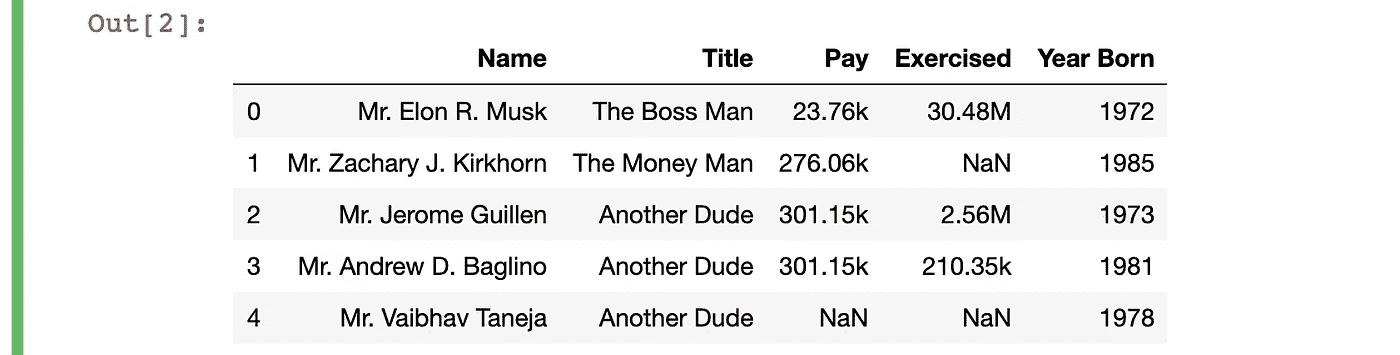 Out[2]:
Name Title Pay Exercised Year Born
0 Mr. Elon R. Musk The Boss Man 23.76k 30.48M 1972
1 Mr. Zachary J. Kirkhorn The Money Man 276.06k NaN 1985
2 Mr. Jerome Guillen Another Dude 301.15k 2.56M 1973
3 Mr. Andrew D. Baglino Another Dude 301.15k 210.35k 1981
4 Mr. Vaibhav Taneja Another Dude NaN NaN 1978